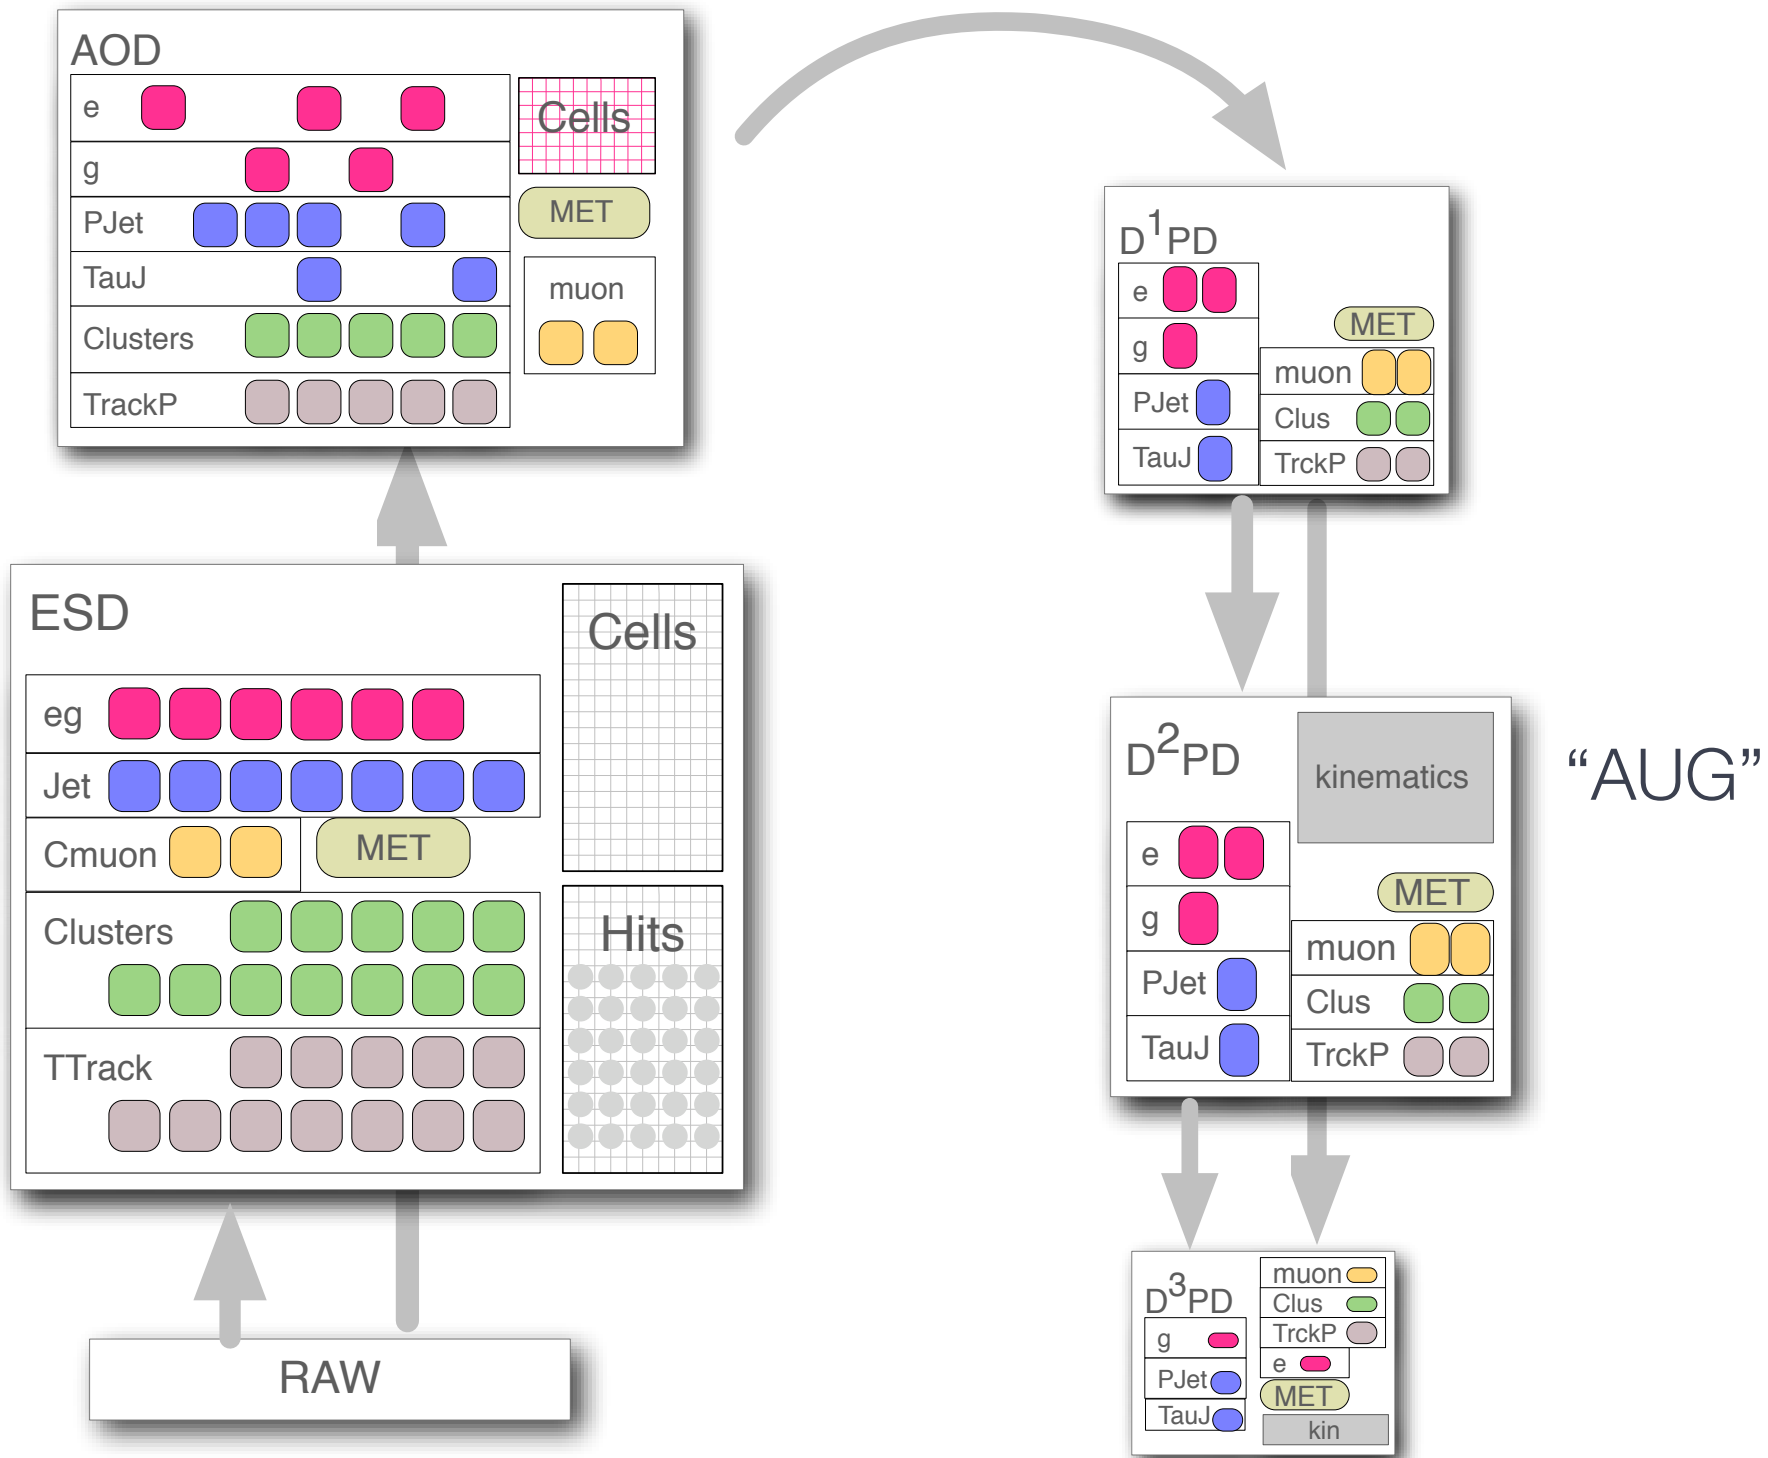 AOD
e
g
PJet
TauJ
Clusters
TrackP
Cells
MET
muon
ESD
eg
Jet
Cmuon
MET
Clusters
TTrack
Cells
Hits
RAW
D¹PD
e
g
PJet
TauJ
MET
muon
Clus
TrckP
D²PD
kinematics
e
g
PJet
TauJ
MET
muon
Clus
TrckP
“AUG”
D³PD
g
PJet
TauJ
muon
Clus
TrckP
e
MET
kin